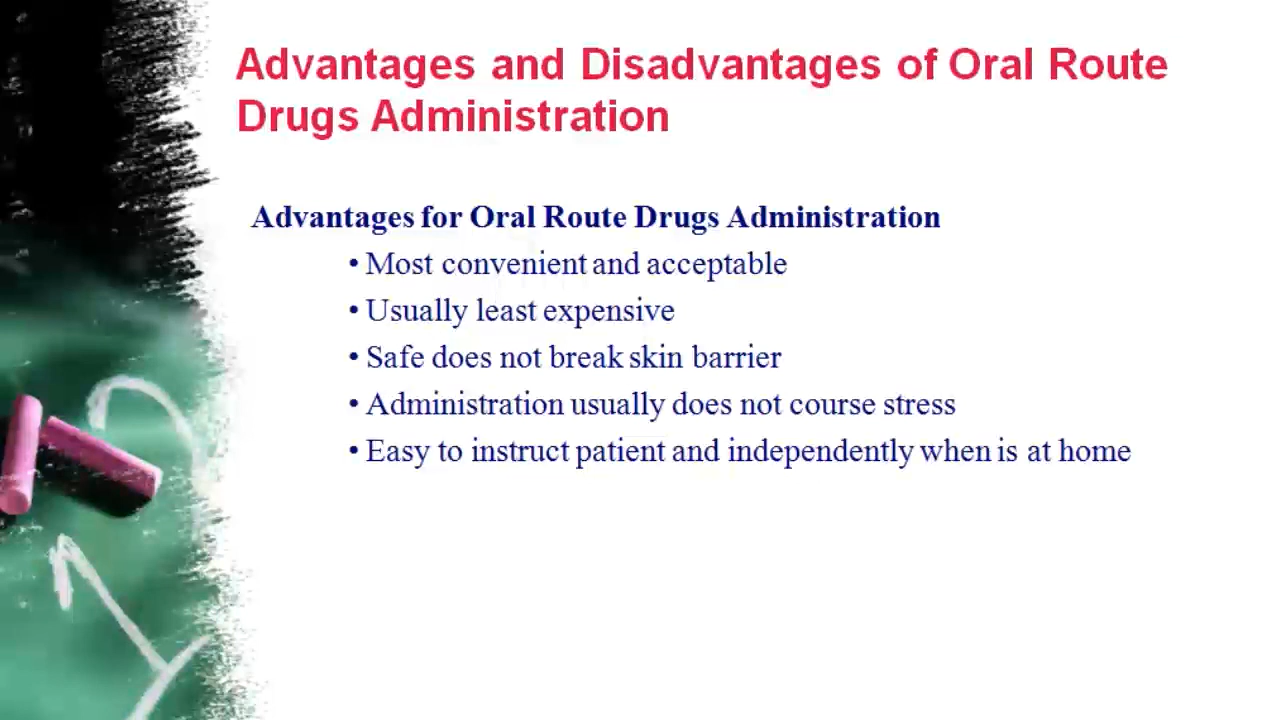 Advantages and Disadvantages of Oral Route
Drugs Administration
Advantages for Oral Route Drugs Administration
• Most convenient and acceptable
• Usually least expensive
• Safe does not break skin barrier
• Administration usually does not course stress
• Easy to instruct patient and independently when is at home